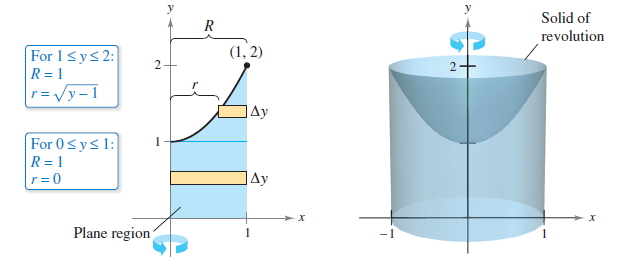 For 1 ≤ y ≤ 2:
R = 1
r = √(y − 1)
For 0 ≤ y ≤ 1:
R = 1
r = 0
y
R
(1, 2)
2
r
Δy
1
Δy
x
1
Plane region
y
Solid of
revolution
2
x
−1
1